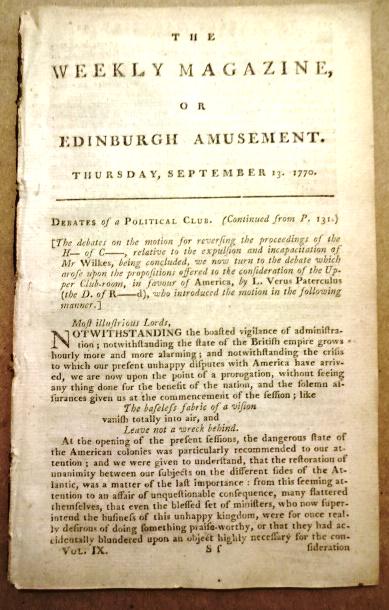 THE
WEEKLY MAGAZINE,
OR
EDINBURGH AMUSEMENT.
THURSDAY, SEPTEMBER 13. 1770.
DEBATES of a POLITICAL CLUB. (Continued from P. 131.)
[The debates on the motion for reverſing the proceedings of the
H— of C——, relative to the expulſion and incapacitation of
Mr Wilkes, being concluded, we now turn to the debate which
aroſe upon the propoſitions offered to the conſideration of the Up-
per Club-room, in favour of America, by L. Verus Paterculus
(the D. of R——d), who introduced the motion in the following
manner.]
Moſt illuſtrious Lords,
NOTWITHSTANDING the boaſted vigilance of adminiſtra-
tion; notwithſtanding the ſtate of the Britiſh empire grows
hourly more and more alarming; and notwithſtanding the criſis
to which our preſent unhappy diſputes with America have arriv-
ed, we are now upon the point of a prorogation, without ſeeing
any thing done for the benefit of the nation, and the ſolemn aſ-
ſurances given us at the commencement of the ſeſſion; like
The baſeleſs fabric of a viſion
vaniſh totally into air, and
Leave not a wreck behind.
At the opening of the preſent ſeſſions, the dangerous ſtate of
the American colonies was particularly recommended to our at-
tention; and we were given to underſtand, that the reſtoration of
unanimity between our ſubjects on the different ſides of the At-
lantic, was a matter of the laſt importance: from this ſeeming at-
tention to an affair of unqueſtionable conſequence, many flattered
themſelves, that even the bleſſed ſet of miniſters, who now ſuper-
intend the buſineſs of this unhappy kingdom, were for once real-
ly deſirous of doing ſomething praiſe-worthy, or that they had ac-
cidentally blundered upon an object highly neceſſary for the con-
VOL. IX. S ſ ſideration